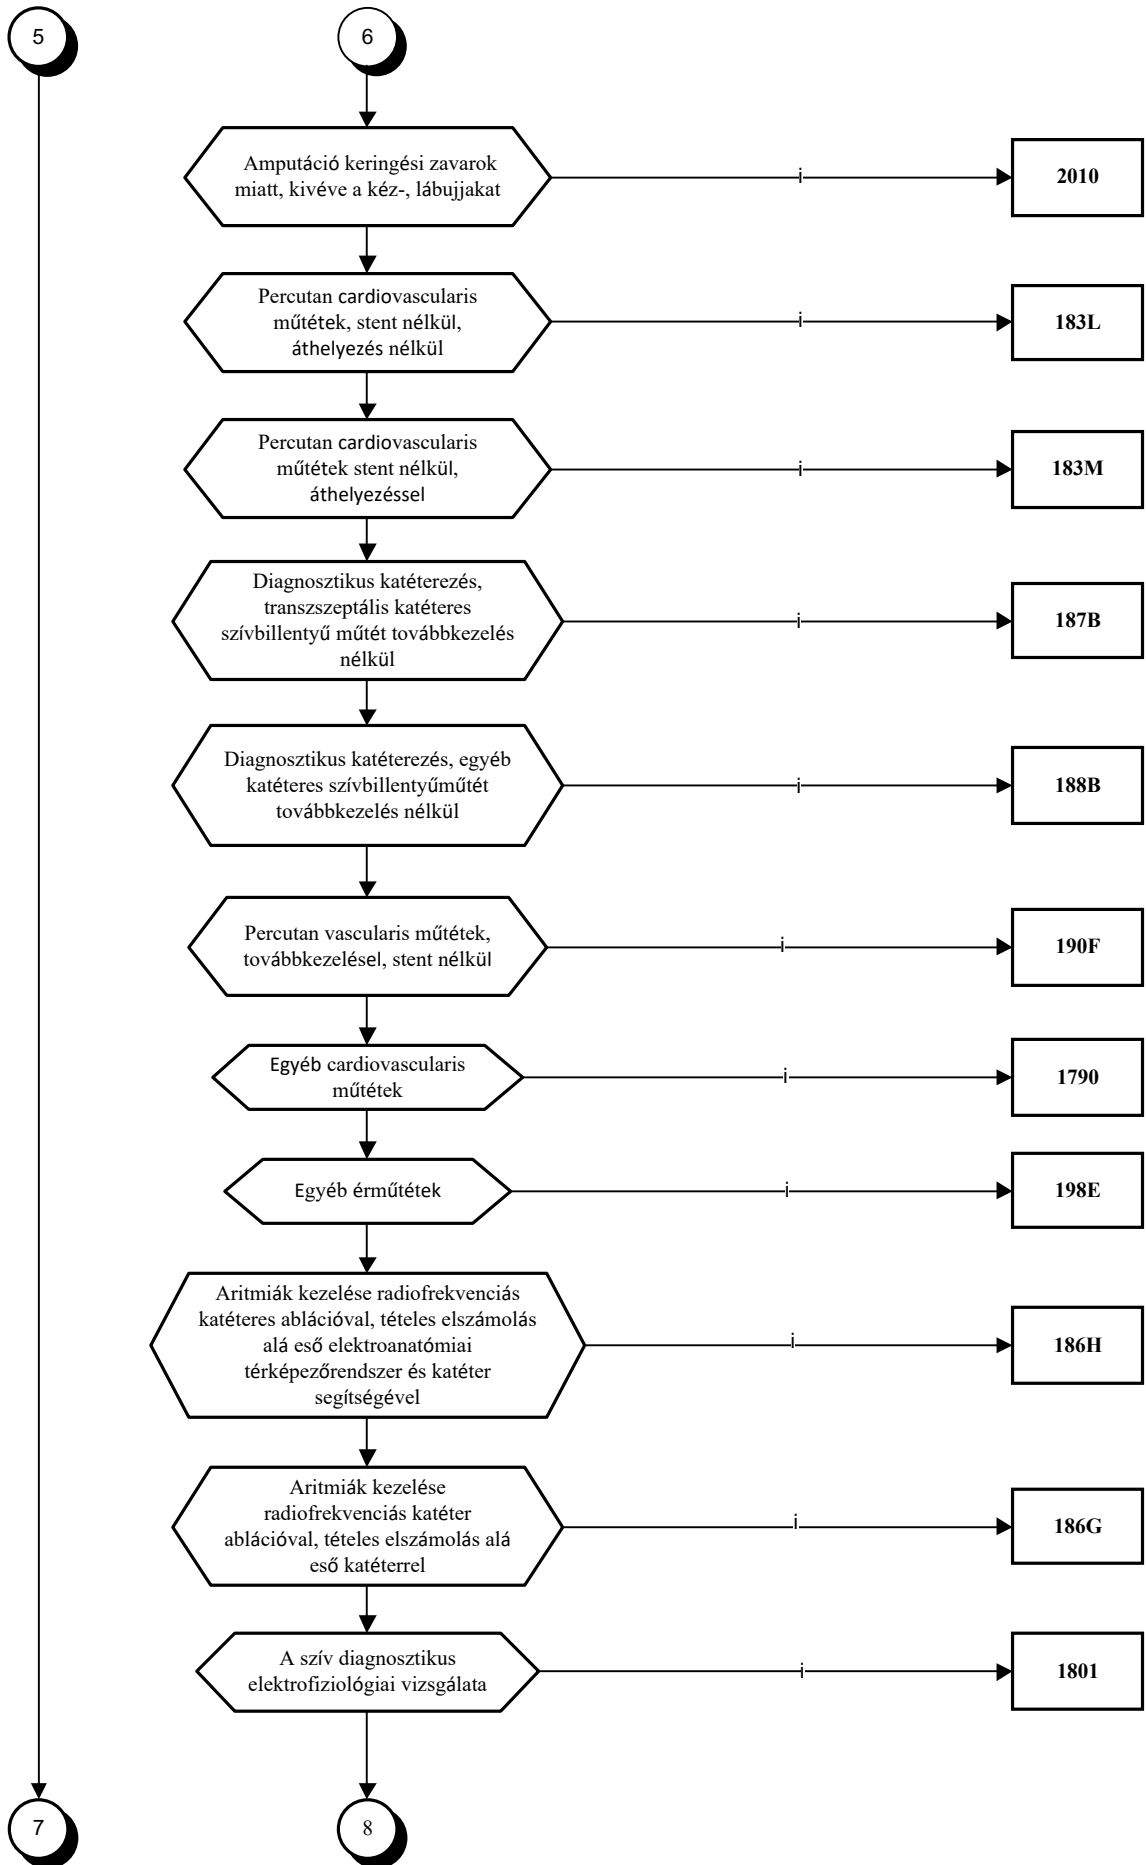 5
6
Amputáció keringési zavarok
miatt, kivéve a kéz-, lábujjakat
i
2010
Percutan cardiovascularis
műtétek, stent nélkül,
áthelyezés nélkül
i
183L
Percutan cardiovascularis
műtétek stent nélkül,
áthelyezéssel
i
183M
Diagnosztikus katéterezés,
transzszeptális katéteres
szívbillentyű műtét továbbkezelés
nélkül
i
187B
Diagnosztikus katéterezés, egyéb
katéteres szívbillentyűműtét
továbbkezelés nélkül
i
188B
Percutan vascularis műtétek,
továbbkezelésel, stent nélkül
i
190F
Egyéb cardiovascularis
műtétek
i
1790
Egyéb érműtétek
i
198E
Aritmiák kezelése radiofrekvenciás
katéteres ablációval, tételes elszámolás
alá eső elektroanatómiai
térképezőrendszer és katéter
segítségével
i
186H
Aritmiák kezelése
radiofrekvenciás katéter
ablációval, tételes elszámolás alá
eső katéterrel
i
186G
A szív diagnosztikus
elektrofiziológiai vizsgálata
i
1801
7
8